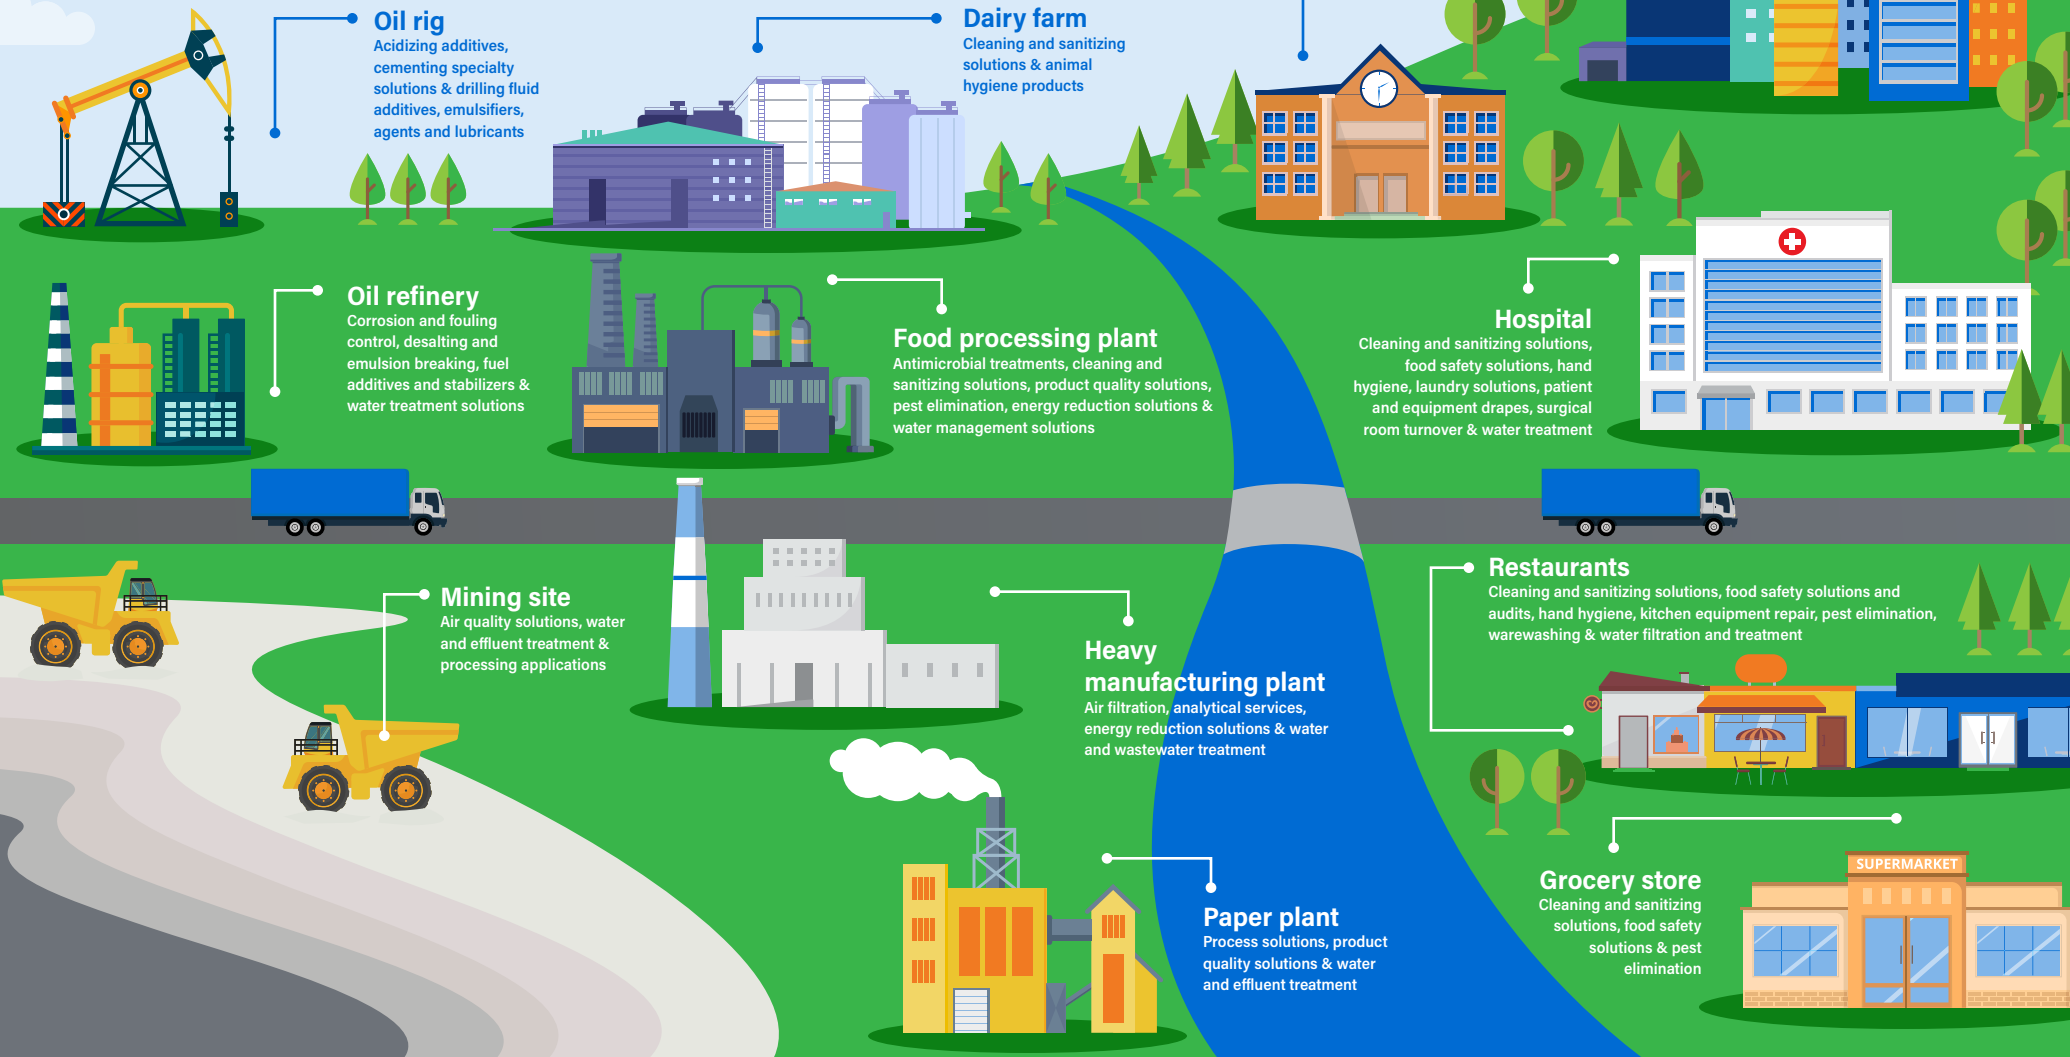 Oil rig
Acidizing additives,
cementing specialty
solutions & drilling fluid
additives, emulsifiers,
agents and lubricants
Dairy farm
Cleaning and sanitizing
solutions & animal
hygiene products
Oil refinery
Corrosion and fouling
control, desalting and
emulsion breaking, fuel
additives and stabilizers &
water treatment solutions
Food processing plant
Antimicrobial treatments, cleaning and
sanitizing solutions, product quality solutions,
pest elimination, energy reduction solutions &
water management solutions
Hospital
Cleaning and sanitizing solutions,
food safety solutions, hand
hygiene, laundry solutions, patient
and equipment drapes, surgical
room turnover & water treatment
Mining site
Air quality solutions, water
and effluent treatment &
processing applications
Heavy
manufacturing plant
Air filtration, analytical services,
energy reduction solutions & water
and wastewater treatment
Restaurants
Cleaning and sanitizing solutions, food safety solutions and
audits, hand hygiene, kitchen equipment repair, pest elimination,
warewashing & water filtration and treatment
Paper plant
Process solutions, product
quality solutions & water
and effluent treatment
Grocery store
Cleaning and sanitizing
solutions, food safety
solutions & pest
elimination
SUPERMARKET